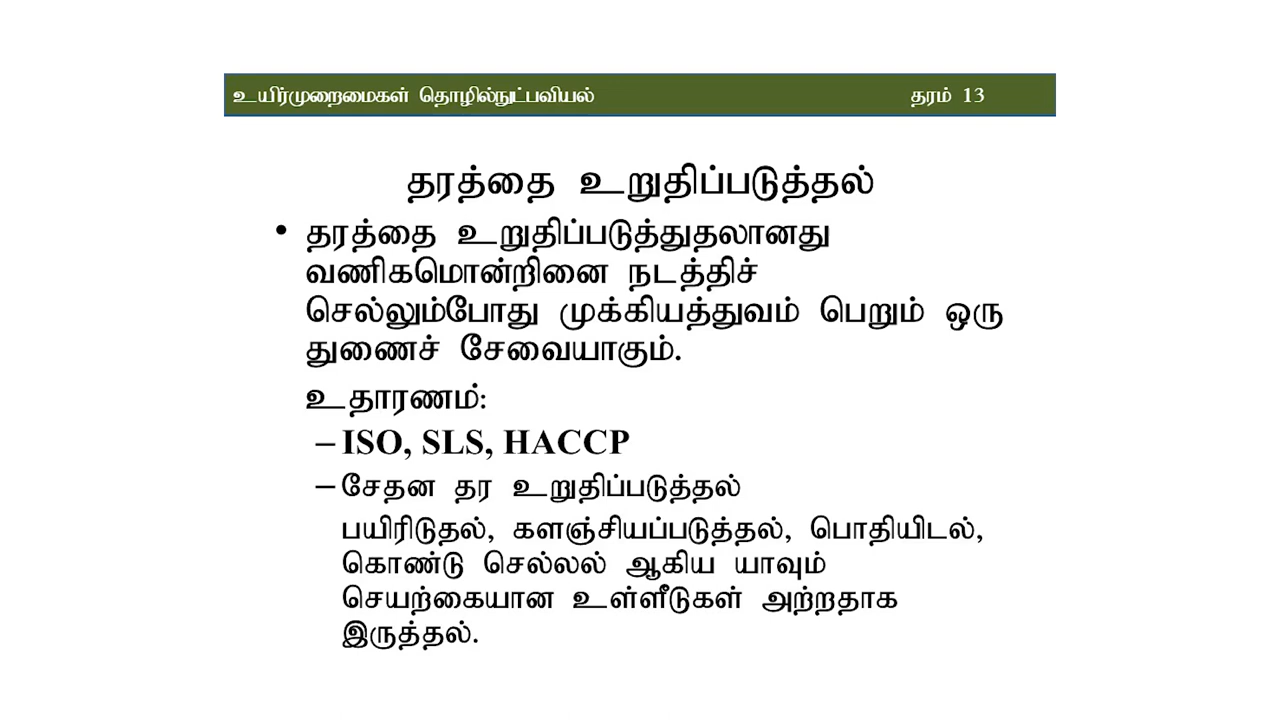 உயிர்முறைமைகள் தொழில்நுட்பவியல் தரம் 13
தரத்தை உறுதிப்படுத்தல்
• தரத்தை உறுதிப்படுத்துதலானது
வணிகமொன்றினை நடத்திச்
செல்லும்போது முக்கியத்துவம் பெறும் ஒரு
துணைச் சேவையாகும்.
உதாரணம்:
– ISO, SLS, HACCP
– சேதன தர உறுதிப்படுத்தல்
பயிரிடுதல், களஞ்சியப்படுத்தல், பொதியிடல்,
கொண்டு செல்லல் ஆகிய யாவும்
செயற்கையான உள்ளீடுகள் அற்றதாக
இருத்தல்.